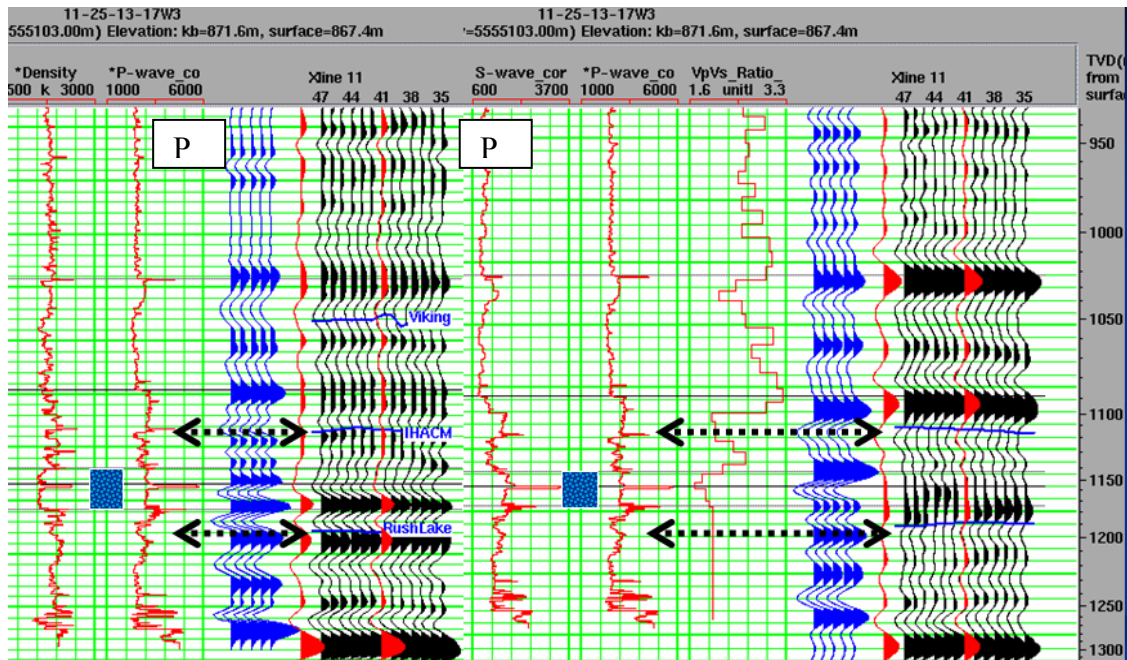 11-25-13-17W3 11-25-13-17W3
5555103.00m) Elevation: kb=871.6m, surface=867.4m =5555103.00m) Elevation: kb=871.6m, surface=867.4m
*Density *P-wave_co Xline 11 S-wave_cor *P-wave_co VpVs_Ratio_ Xline 11 TVD(
500 k 3000 1000 6000 600 3700 1000 6000 1.6 unitl 3.3 from
47 44 41 38 35 47 44 41 38 35 surfa
P P
950
1000
Viking 1050
1100
IHACM
1150
RushLake 1200
1250
1300